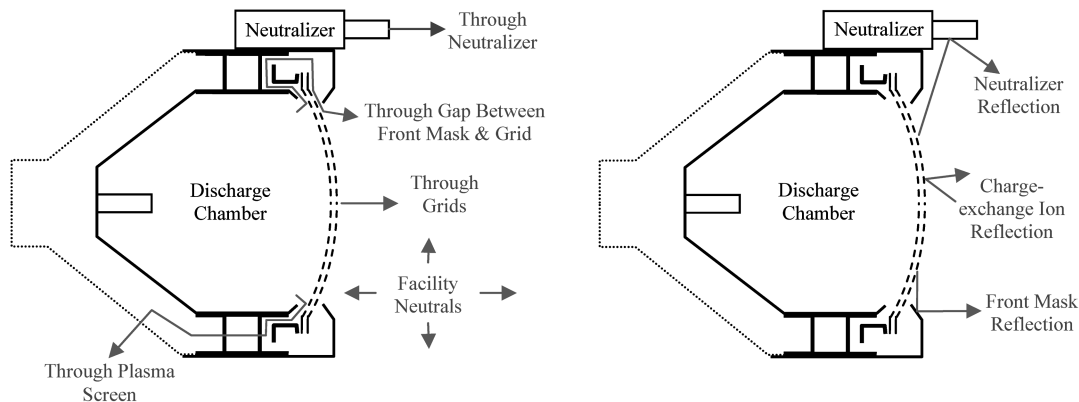 Neutralizer
Through
Neutralizer
Through Gap Between
Front Mask & Grid
Discharge
Chamber
Through
Grids
Facility
Neutrals
Through Plasma
Screen
Neutralizer
Neutralizer
Reflection
Discharge
Chamber
Charge-
exchange Ion
Reflection
Front Mask
Reflection